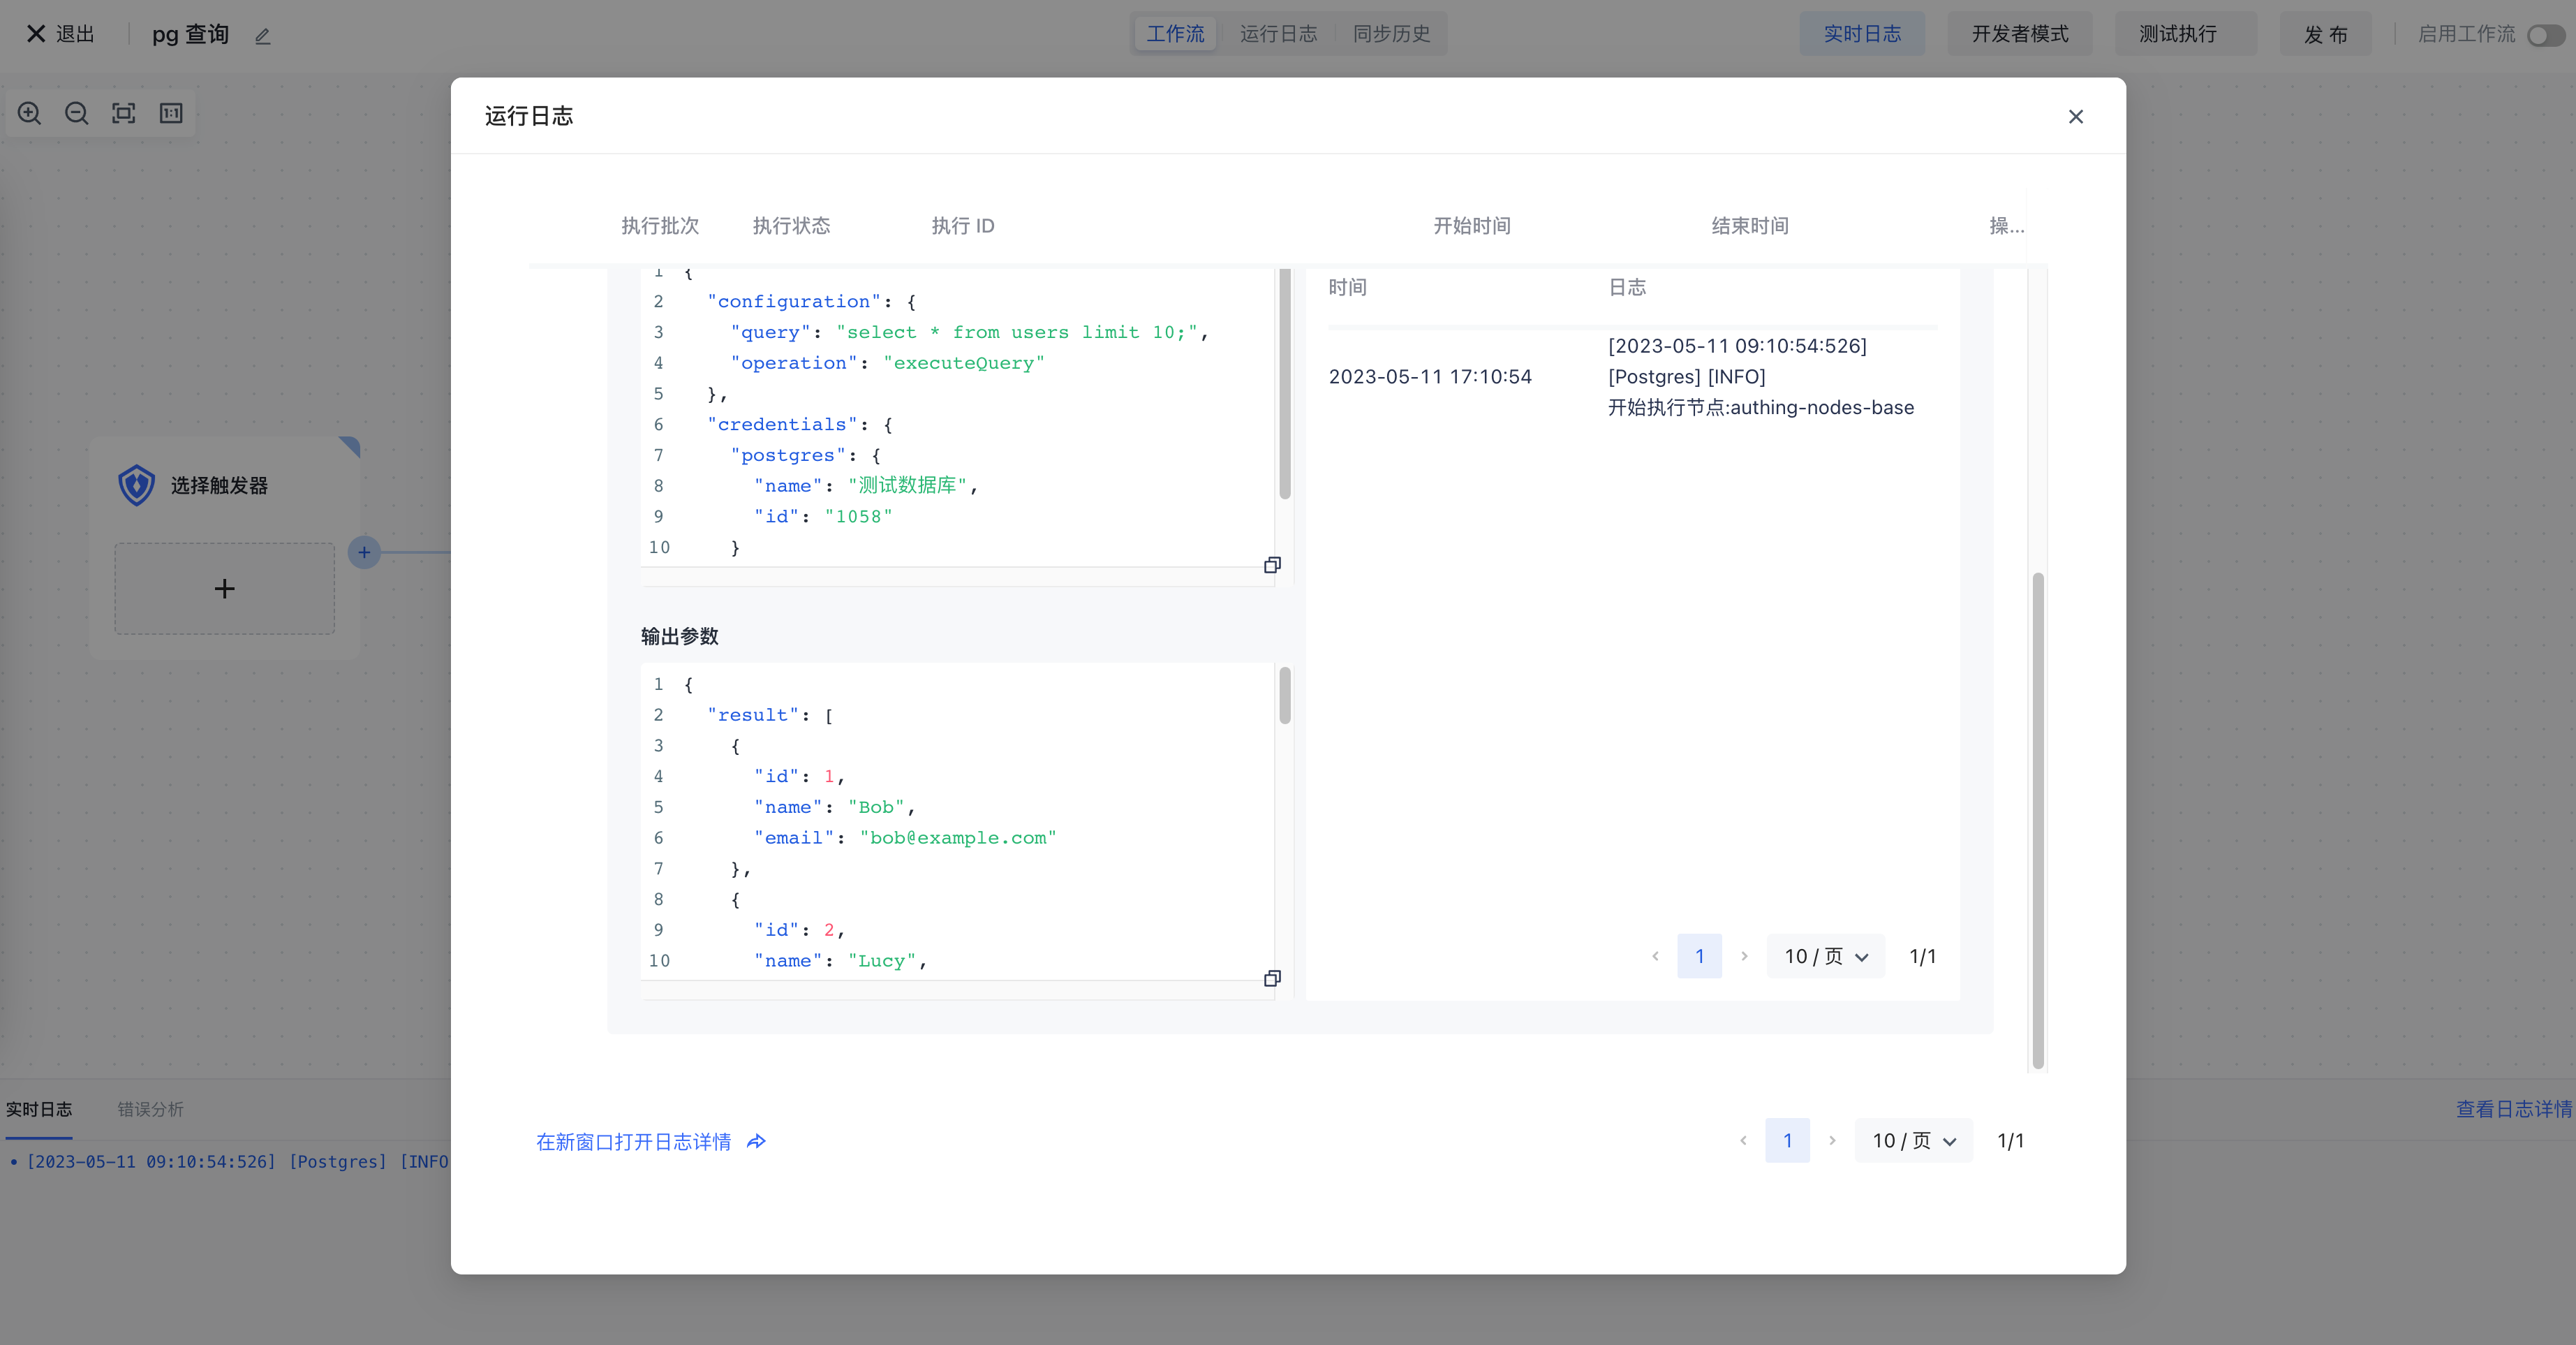 退出
pg 查询
工作流
运行日志
同步历史
实时日志
开发者模式
测试执行
发 布
启用工作流
1:1
选择触发器
运行日志
执行批次
执行状态
执行 ID
开始时间
结束时间
操...
1 {
2 "configuration": {
3 "query": "select * from users limit 10;",
4 "operation": "executeQuery"
5 },
6 "credentials": {
7 "postgres": {
8 "name": "测试数据库",
9 "id": "1058"
10 }
时间
日志
2023-05-11 17:10:54
[2023-05-11 09:10:54:526]
[Postgres] [INFO]
开始执行节点:authing-nodes-base
输出参数
1 {
2 "result": [
3 {
4 "id": 1,
5 "name": "Bob",
6 "email": "bob@example.com"
7 },
8 {
9 "id": 2,
10 "name": "Lucy",
1
10 / 页
1/1
在新窗口打开日志详情
1
10 / 页
1/1
实时日志
错误分析
查看日志详情
[2023-05-11 09:10:54:526] [Postgres] [INFO